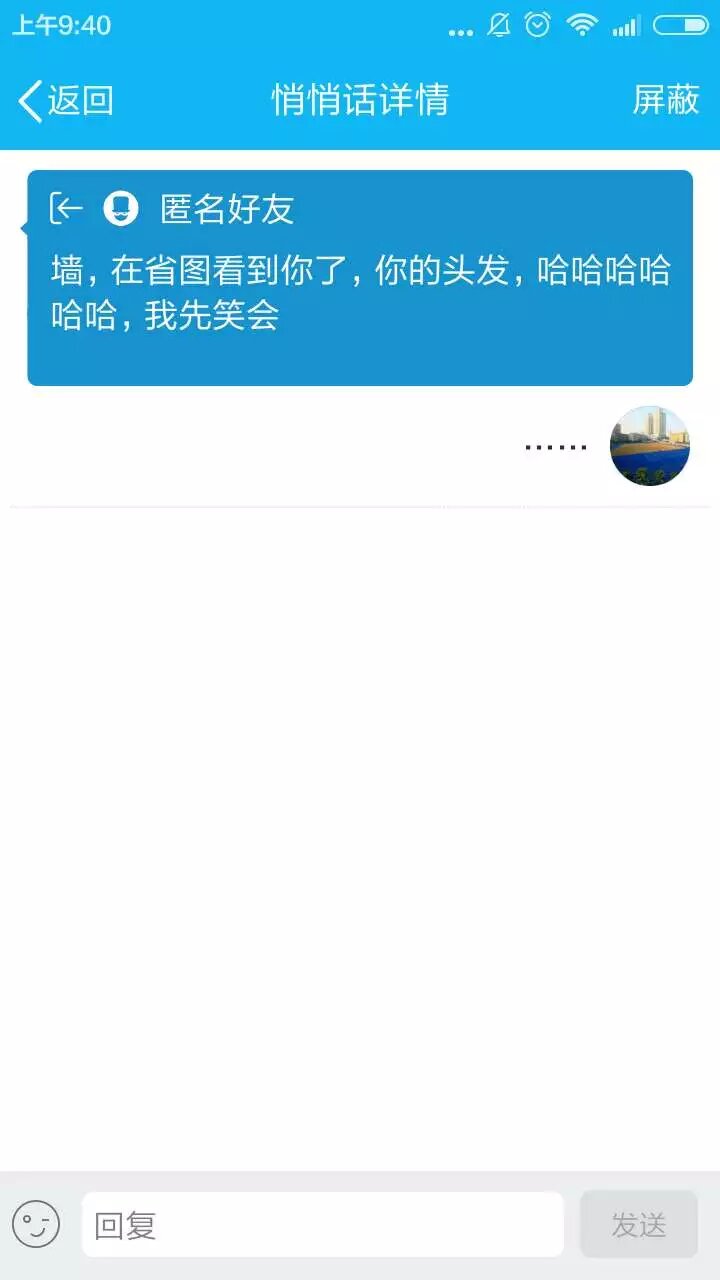 上午9:40
返回
悄悄话详情
屏蔽
匿名好友
墙,在省图看到你了,你的头发,哈哈哈哈
哈哈,我先笑会
......
回复
发送